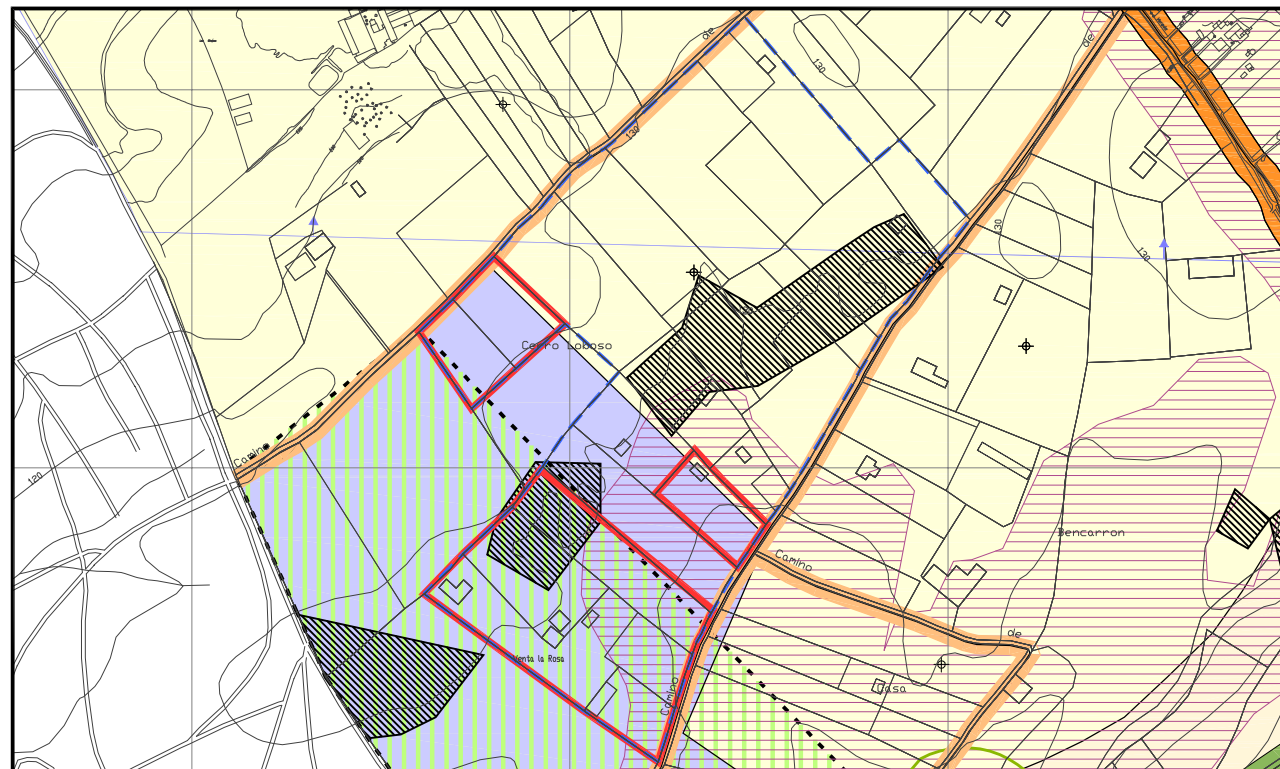 de
de
130
130
130
130
Cerro Loboso
Camino
120
Bencarron
Camino
de
Venta la Rosa
Camino
Casa